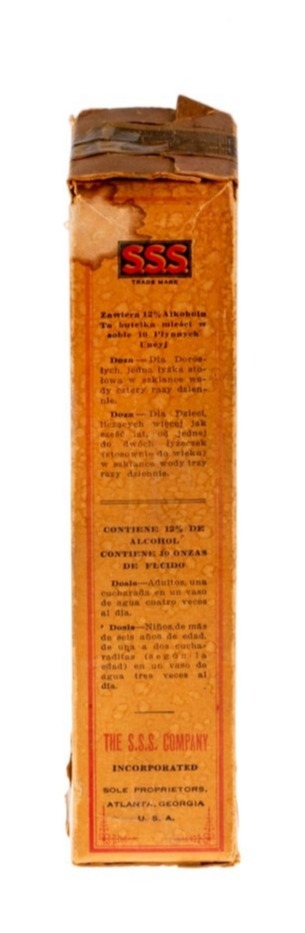 S.S.S.
TRADE MARK
Zawiera 12% Alkoholu
Ta butelka mieści w
sobie 10 Płynnych
Uncyj
Doza—Dla Doros-
łych, jedna łyżka sto-
łowa w szklance wo-
dy cztery razy dzien-
nie.
Doza—Dla Dzieci,
liczących więcej jak
sześć lat, od jednej
do dwóch łyżeczek
(stosownie do wieku)
w szklance wody trzy
razy dziennie.
CONTIENE 12% DE
ALCOHOL
CONTIENE 10 ONZAS
DE FLUIDO
Dosis—Adultos, una
cucharada en un vaso
de agua cuatro veces
al dia.
Dosis—Niños, de más
de seis años de edad,
de una a dos cucha-
raditas (según la
edad) en un vaso de
agua tres veces al
dia.
THE S.S.S. COMPANY
INCORPORATED
SOLE PROPRIETORS,
ATLANTA, GEORGIA
U. S. A.